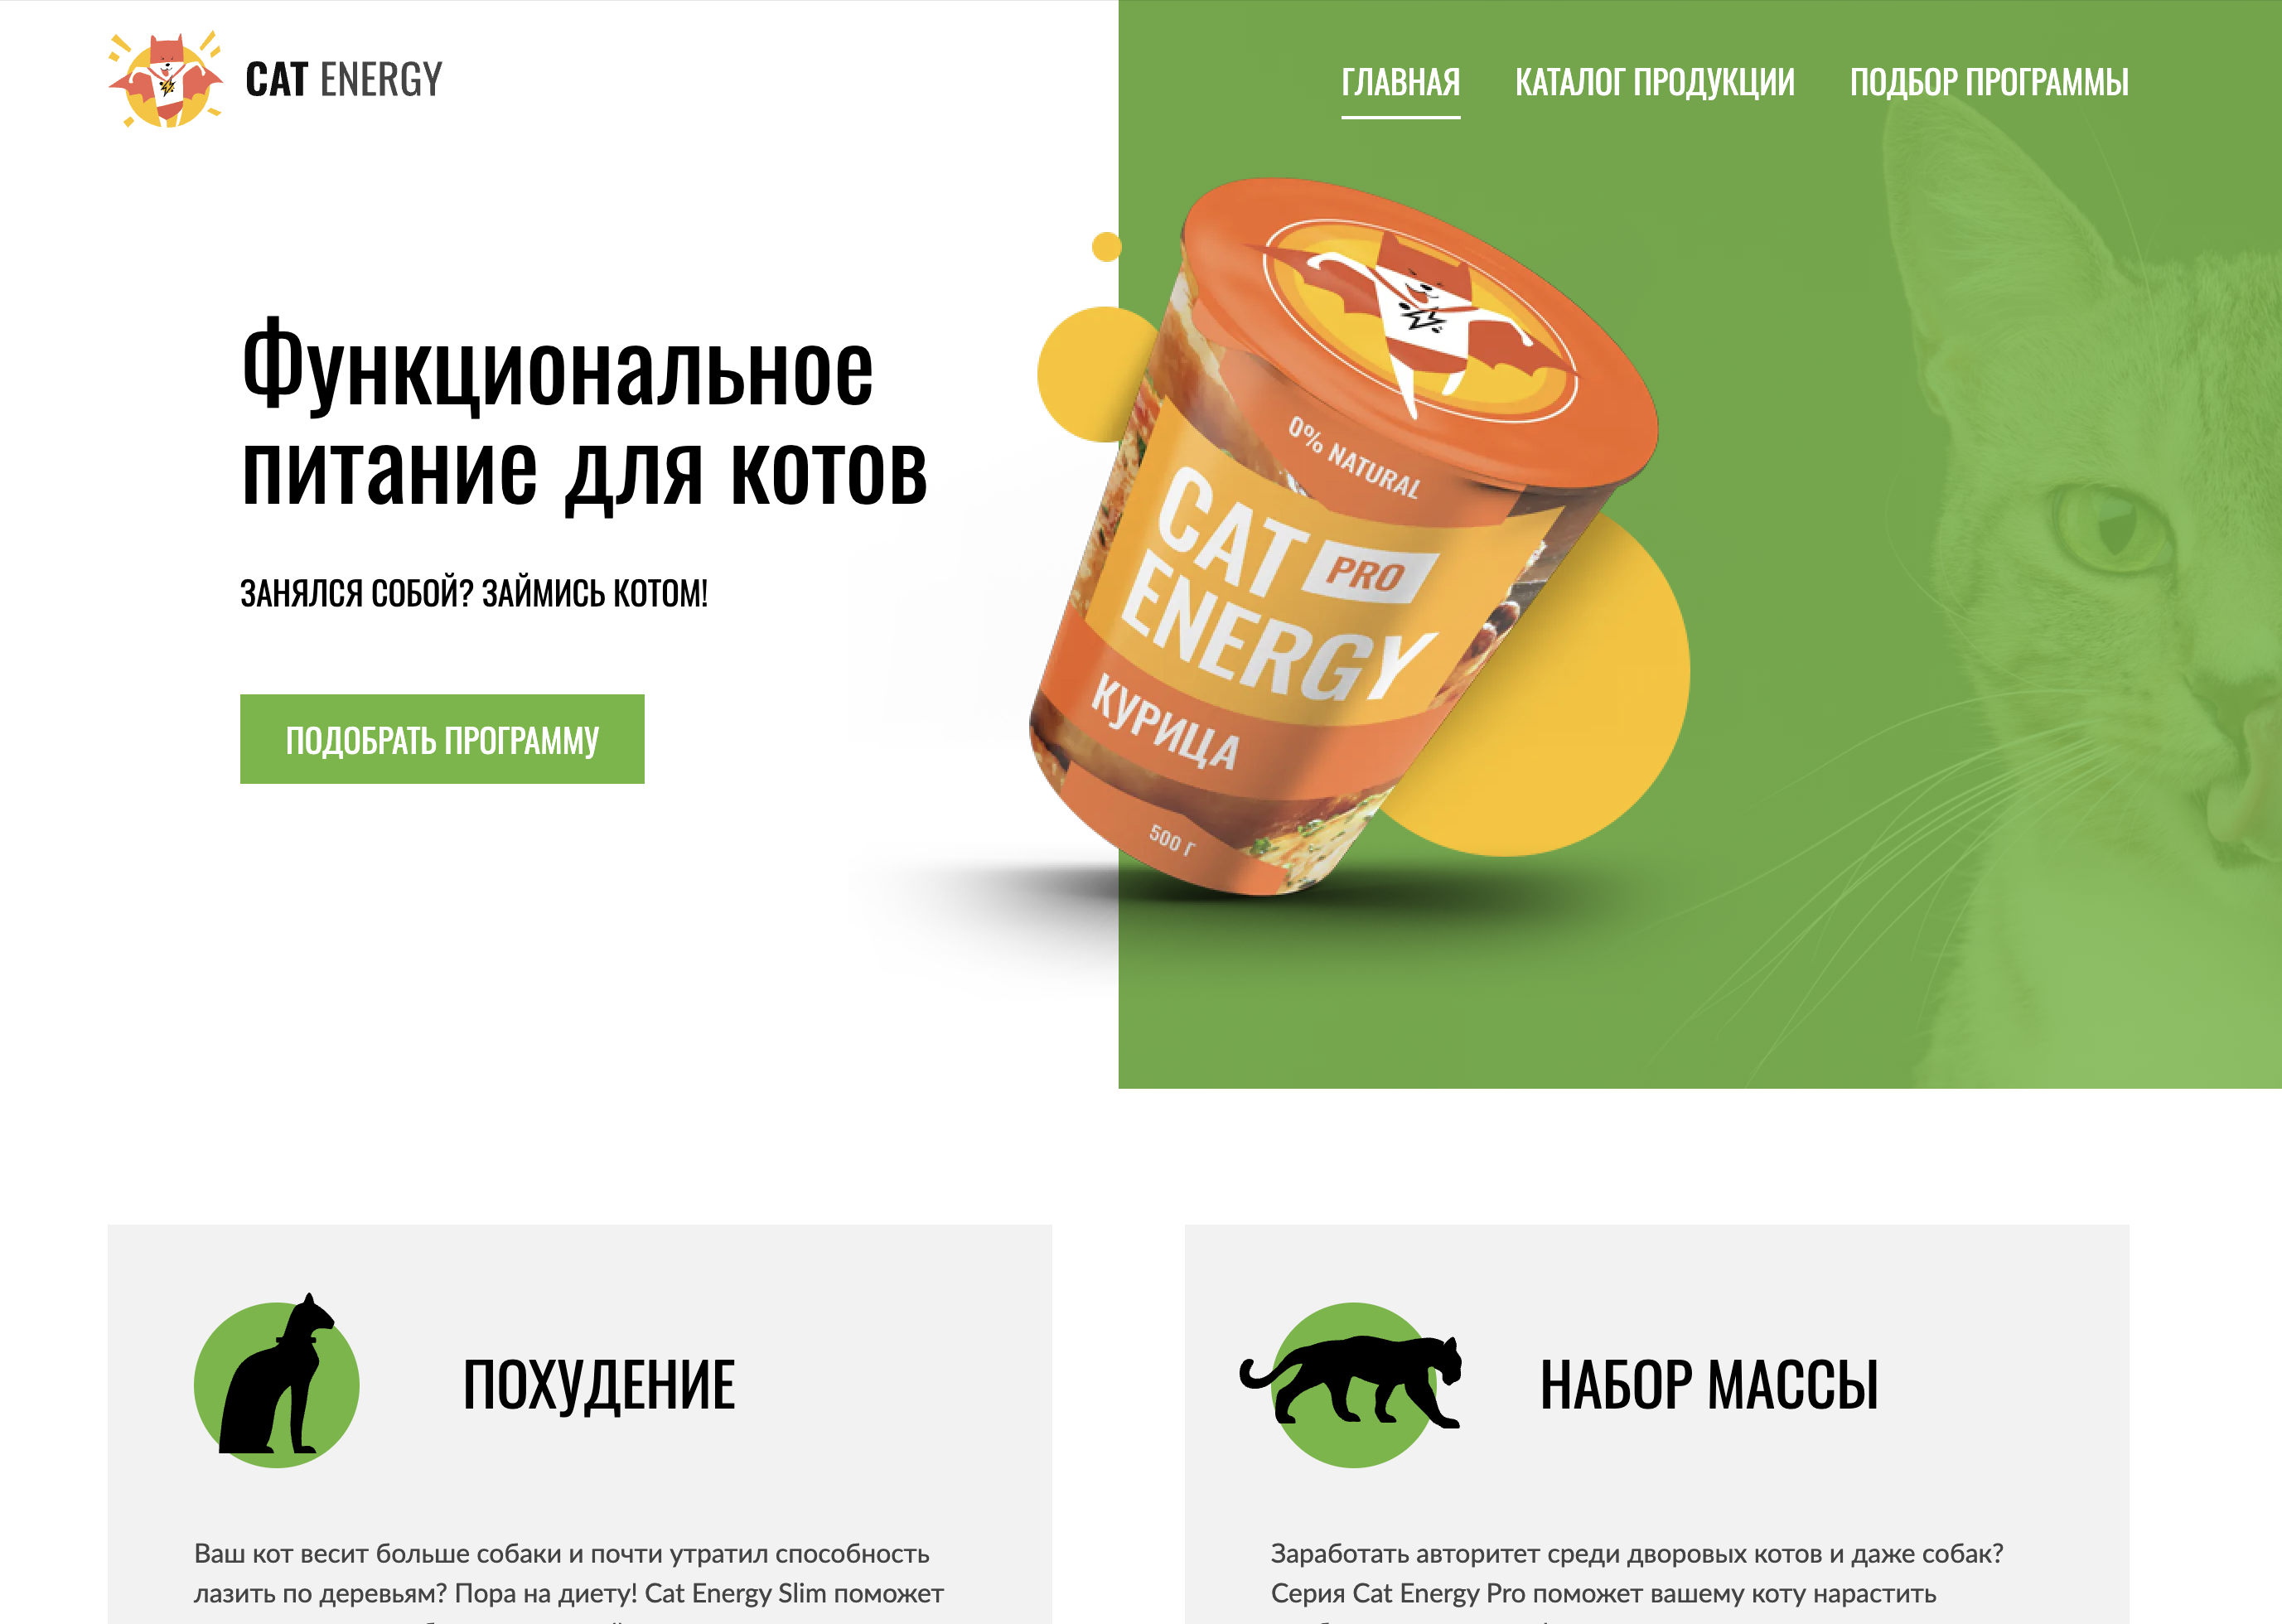 CAT ENERGY
ГЛАВНАЯ
КАТАЛОГ ПРОДУКЦИИ
ПОДБОР ПРОГРАММЫ
Функциональное
питание для котов
ЗАНЯЛСЯ СОБОЙ? ЗАЙМИСЬ КОТОМ!
ПОДОБРАТЬ ПРОГРАММУ
0% NATURAL
CAT PRO
ENERGY
КУРИЦА
500 Г
ПОХУДЕНИЕ
Ваш кот весит больше собаки и почти утратил способность
лазить по деревьям? Пора на диету! Cat Energy Slim поможет
НАБОР МАССЫ
Заработать авторитет среди дворовых котов и даже собак?
Серия Cat Energy Pro поможет вашему коту нарастить